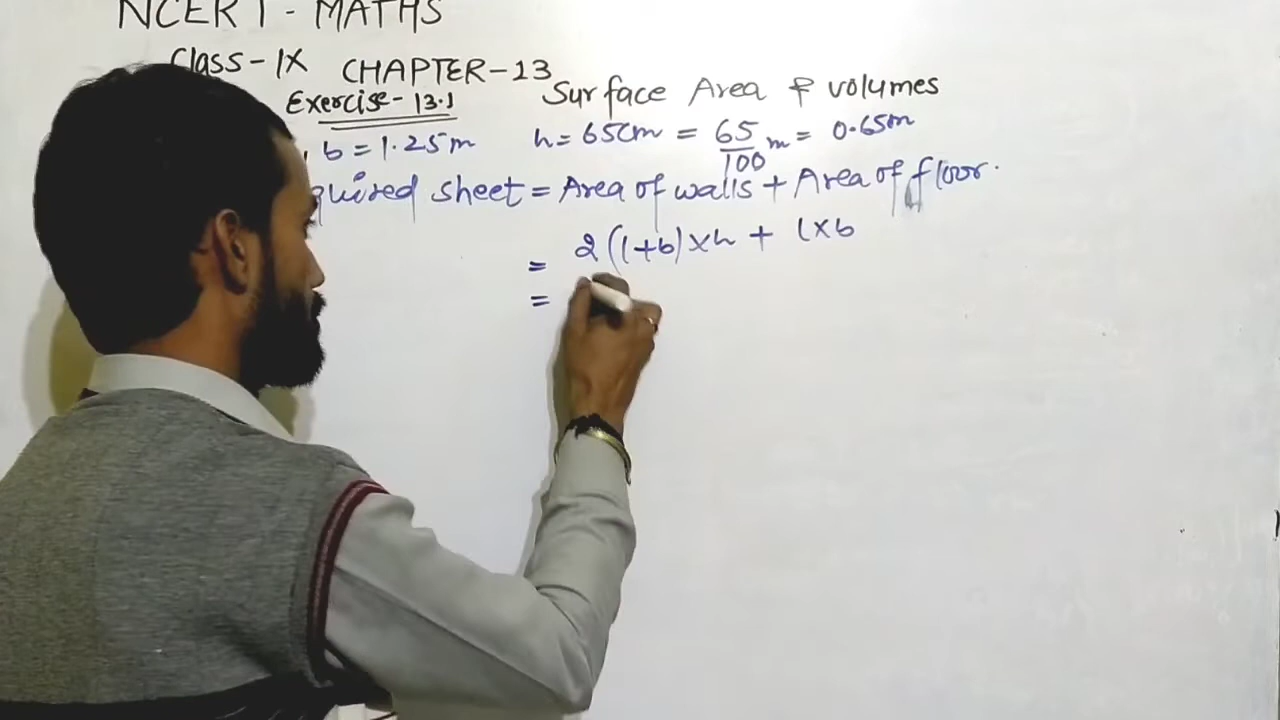 NCERT - MATHS
Class-IX CHAPTER-13
Exercise- 13.1 Surface Area & volumes
b = 1.25m h = 65cm = 65/100 m = 0.65m
quired sheet = Area of walls + Area of floor.
= 2(l+b)×h + l×b
=